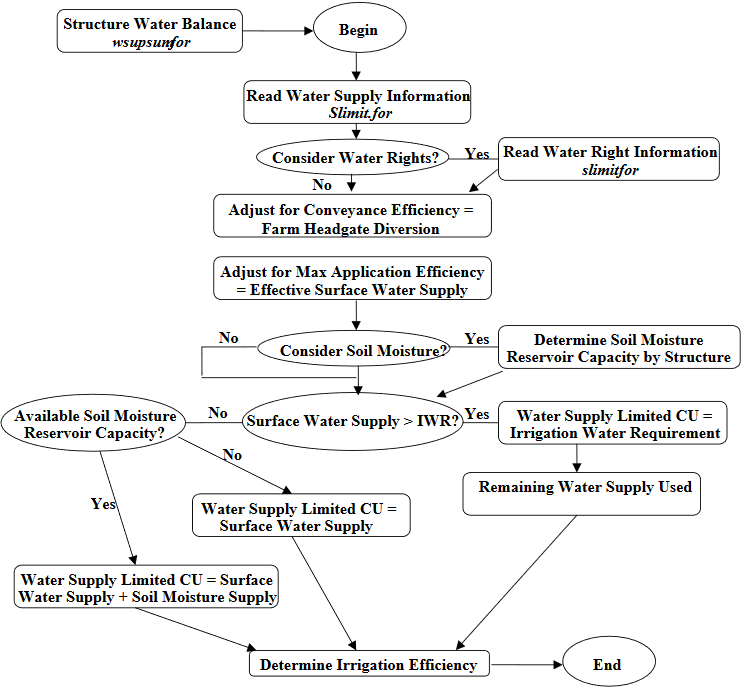 Structure Water Balance
wsupsumfor
Begin
Read Water Supply Information
Slimit.for
Consider Water Rights?
Yes
Read Water Right Information
slimitfor
No
Adjust for Conveyance Efficiency =
Farm Headgate Diversion
Adjust for Max Application Efficiency
= Effective Surface Water Supply
No
Consider Soil Moisture?
Yes
Determine Soil Moisture
Reservoir Capacity by Structure
Available Soil Moisture
Reservoir Capacity?
No
Surface Water Supply > IWR?
Yes
Water Supply Limited CU =
Irrigation Water Requirement
No
Yes
Water Supply Limited CU =
Surface Water Supply
Remaining Water Supply Used
Water Supply Limited CU = Surface
Water Supply + Soil Moisture Supply
Determine Irrigation Efficiency
End